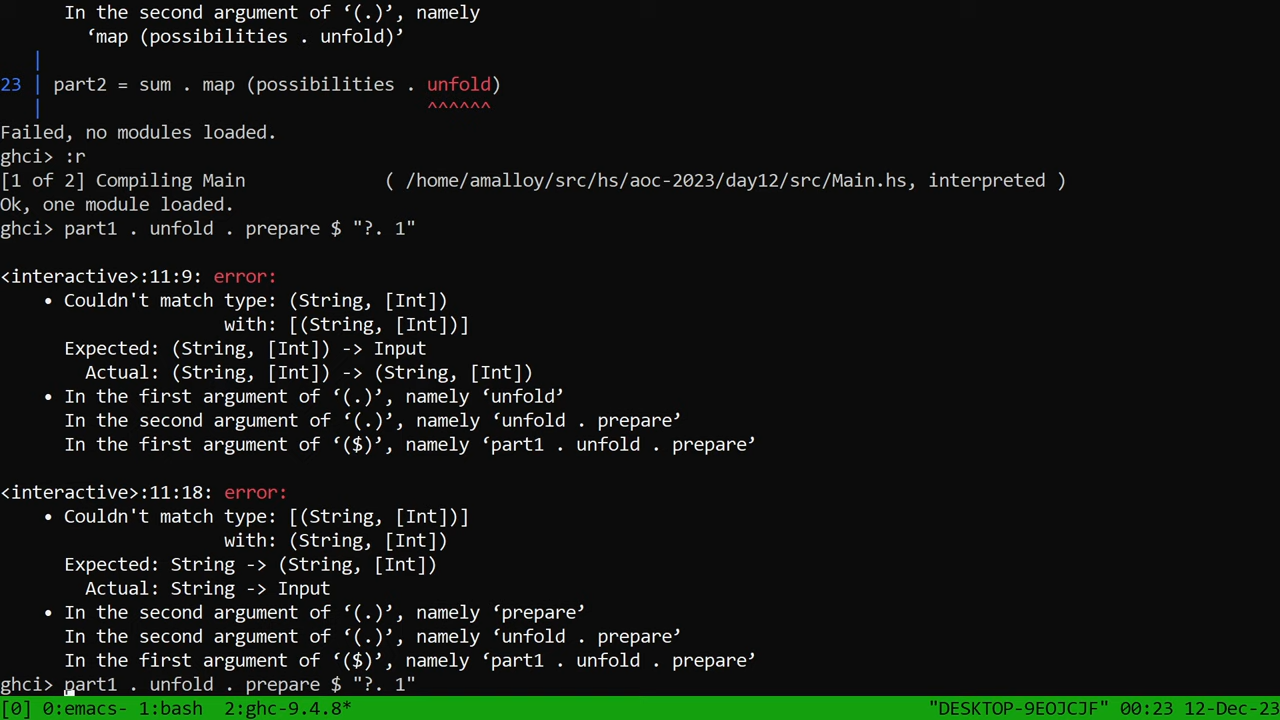 In the second argument of ‘(.)’, namely
‘map (possibilities . unfold)’
|
23 | part2 = sum . map (possibilities . unfold)
| ^^^^^^
Failed, no modules loaded.
ghci> :r
[1 of 2] Compiling Main ( /home/amalloy/src/hs/aoc-2023/day12/src/Main.hs, interpreted )
Ok, one module loaded.
ghci> part1 . unfold . prepare $ "?. 1"
<interactive>:11:9: error:
• Couldn't match type: (String, [Int])
with: [(String, [Int])]
Expected: (String, [Int]) -> Input
Actual: (String, [Int]) -> (String, [Int])
• In the first argument of ‘(.)’, namely ‘unfold’
In the second argument of ‘(.)’, namely ‘unfold . prepare’
In the first argument of ‘($)’, namely ‘part1 . unfold . prepare’
<interactive>:11:18: error:
• Couldn't match type: [(String, [Int])]
with: (String, [Int])
Expected: String -> (String, [Int])
Actual: String -> Input
• In the second argument of ‘(.)’, namely ‘prepare’
In the second argument of ‘(.)’, namely ‘unfold . prepare’
In the first argument of ‘($)’, namely ‘part1 . unfold . prepare’
ghci> part1 . unfold . prepare $ "?. 1"
[0] 0:emacs- 1:bash 2:ghc-9.4.8* "DESKTOP-9EOJCJF" 00:23 12-Dec-23